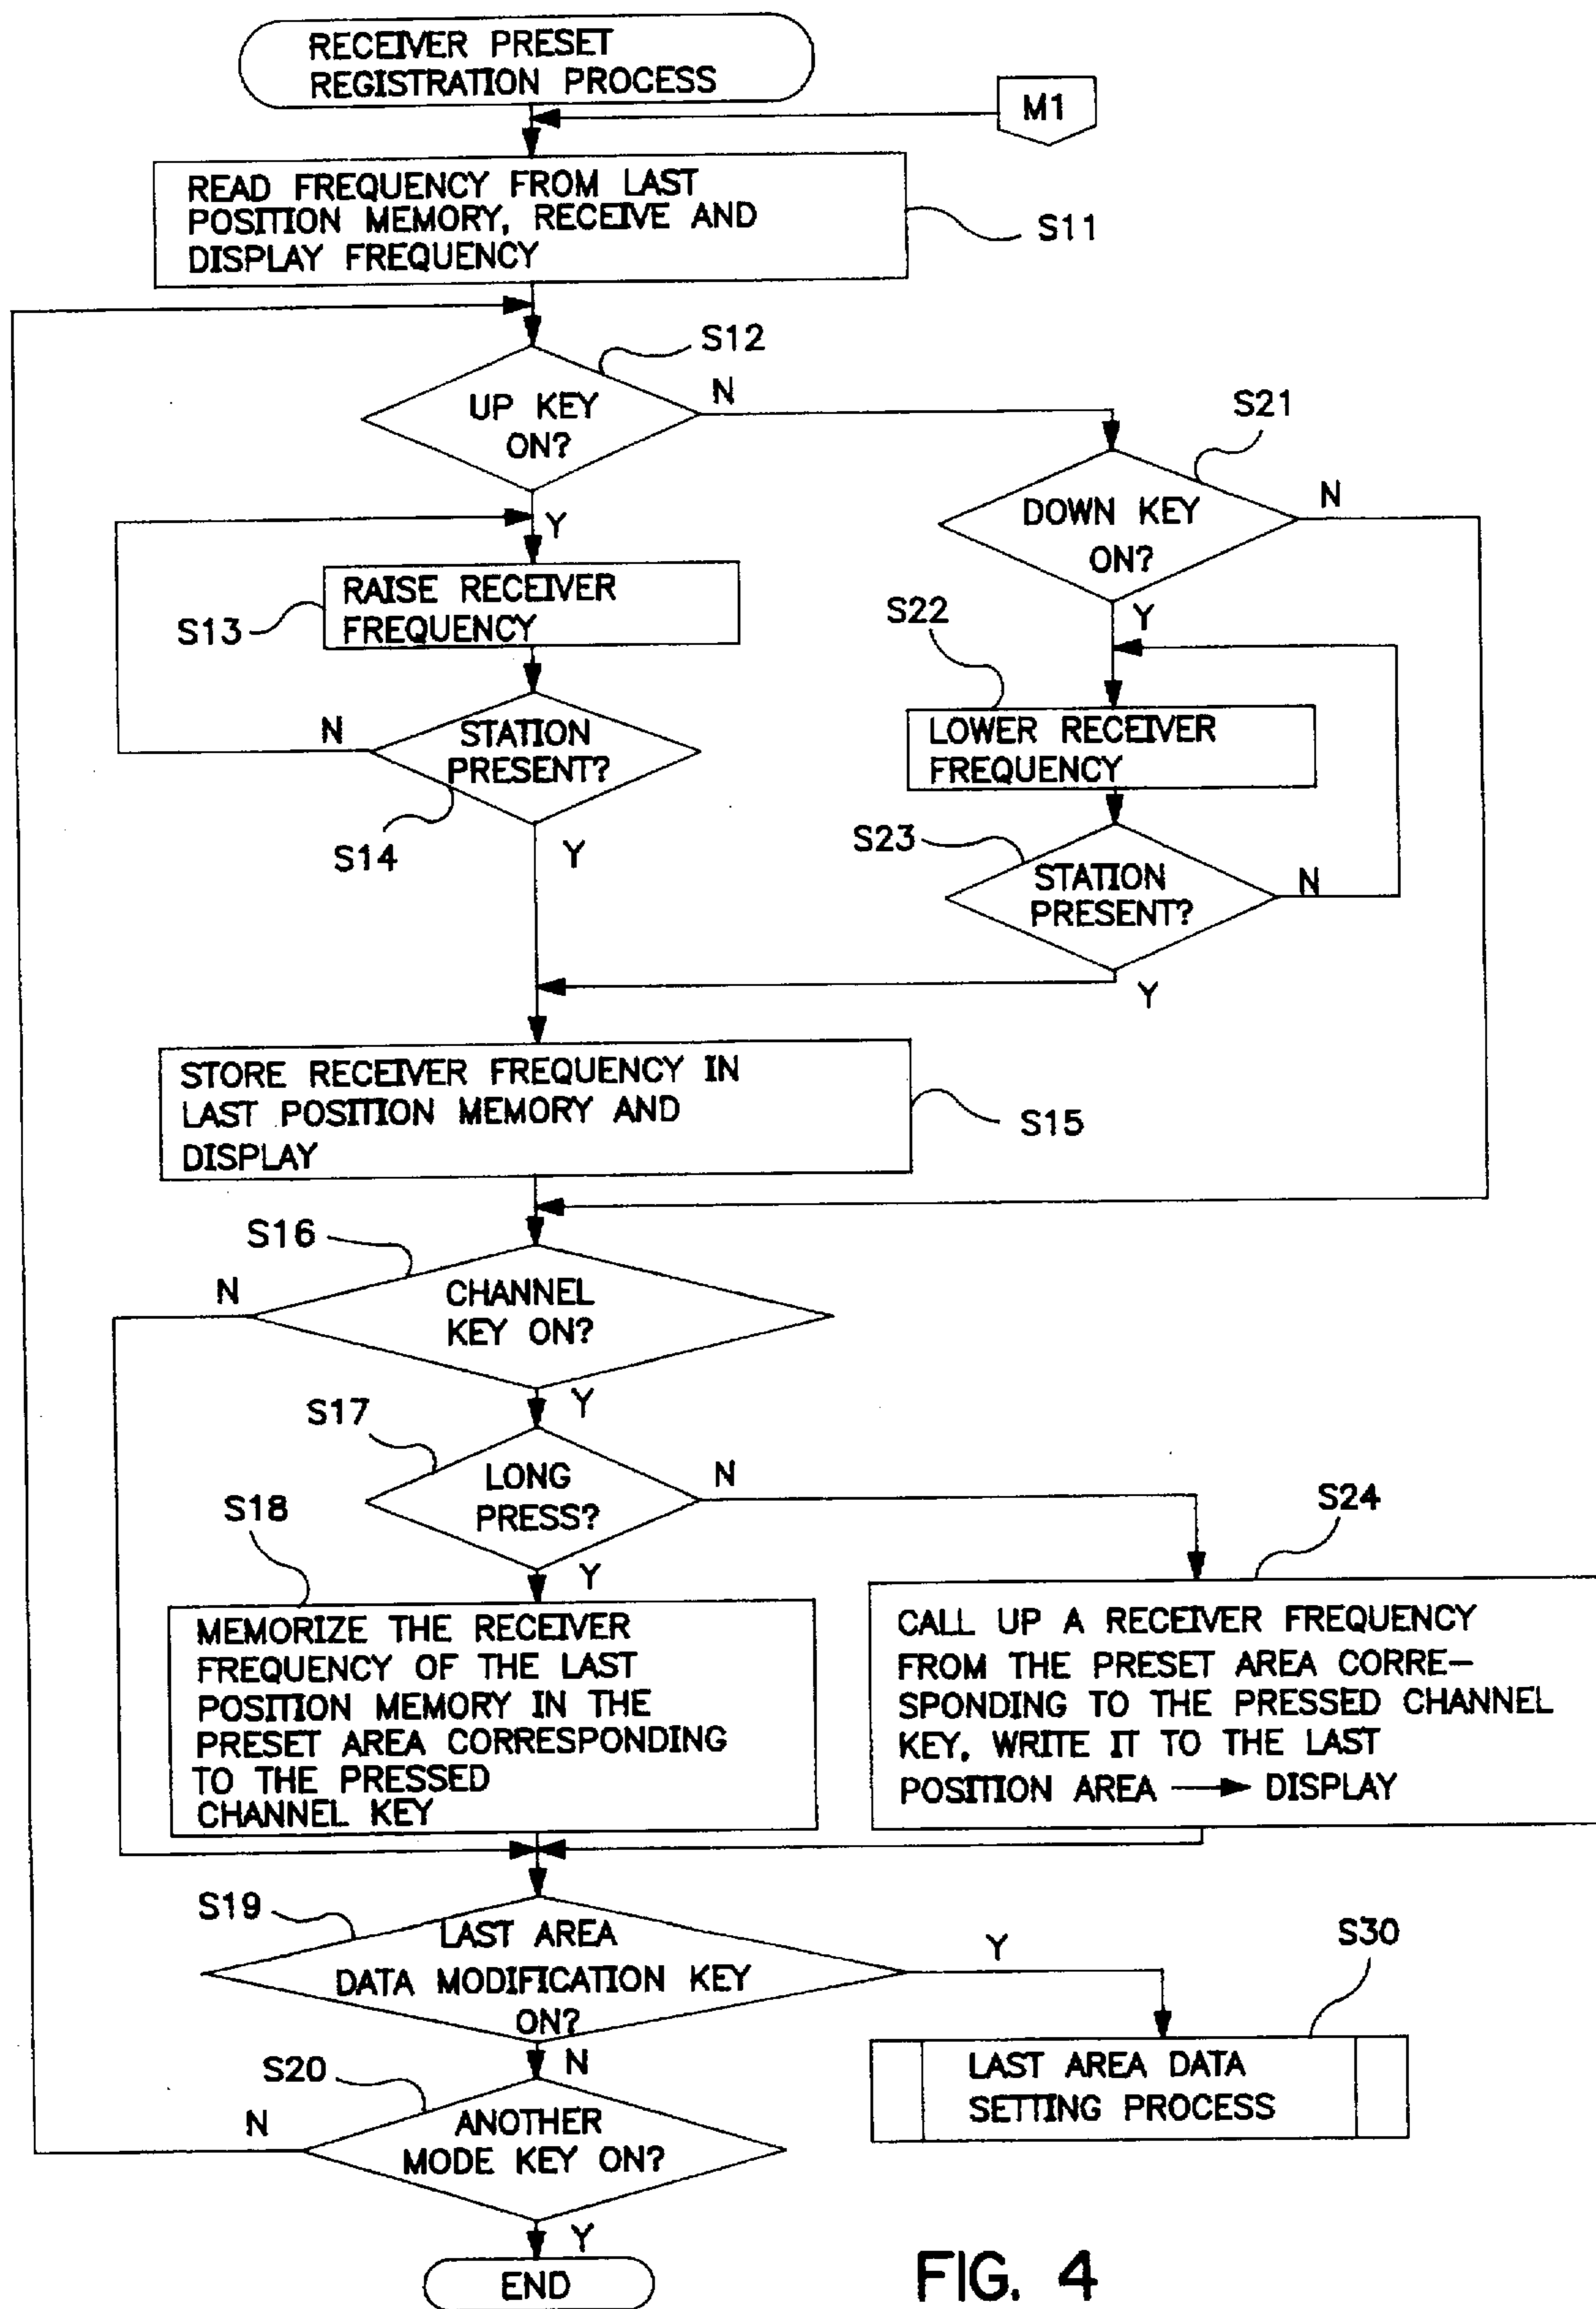 RECEIVER PRESET
REGISTRATION PROCESS
M1
READ FREQUENCY FROM LAST
POSITION MEMORY, RECEIVE AND
DISPLAY FREQUENCY
S11
S12
UP KEY
ON?
N
S21
DOWN KEY
ON?
N
Y
Y
S13
RAISE RECEIVER
FREQUENCY
S22
LOWER RECEIVER
FREQUENCY
N
STATION
PRESENT?
S14
Y
S23
STATION
PRESENT?
N
Y
STORE RECEIVER FREQUENCY IN
LAST POSITION MEMORY AND
DISPLAY
S15
S16
N
CHANNEL
KEY ON?
Y
S17
LONG
PRESS?
N
Y
S18
MEMORIZE THE RECEIVER
FREQUENCY OF THE LAST
POSITION MEMORY IN THE
PRESET AREA CORRESPONDING
TO THE PRESSED
CHANNEL KEY
S24
CALL UP A RECEIVER FREQUENCY
FROM THE PRESET AREA CORRE-
SPONDING TO THE PRESSED CHANNEL
KEY, WRITE IT TO THE LAST
POSITION AREA → DISPLAY
S19
LAST AREA
DATA MODIFICATION KEY
ON?
Y
S30
LAST AREA DATA
SETTING PROCESS
N
S20
N
ANOTHER
MODE KEY ON?
Y
END
FIG. 4